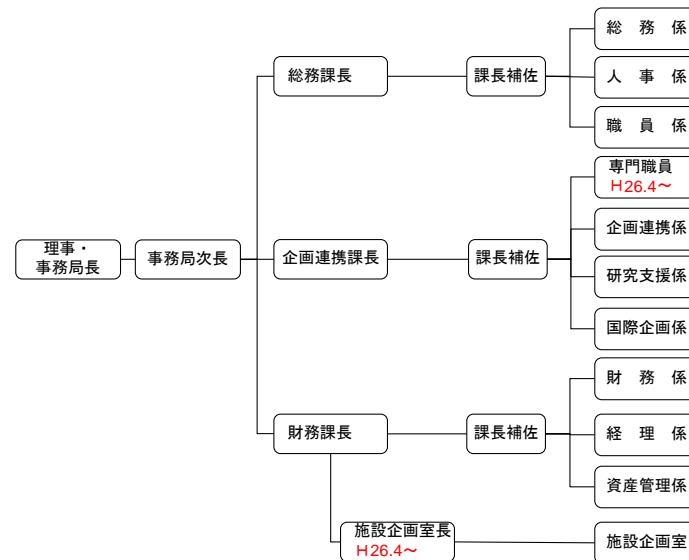 総　務　係
総務課長
課長補佐
人　事　係
職　員　係
専門職員
H26.4～
企画連携係
理事・
事務局長
事務局次長
企画連携課長
課長補佐
研究支援係
国際企画係
財　務　係
財務課長
課長補佐
経　理　係
資産管理係
施設企画室長
H26.4～
施設企画室